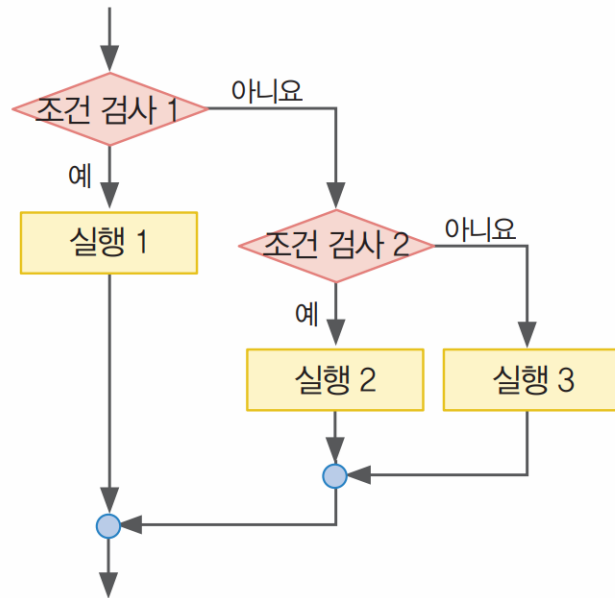 아니요
조건 검사 1
예
실행 1
아니요
조건 검사 2
예
실행 2
실행 3